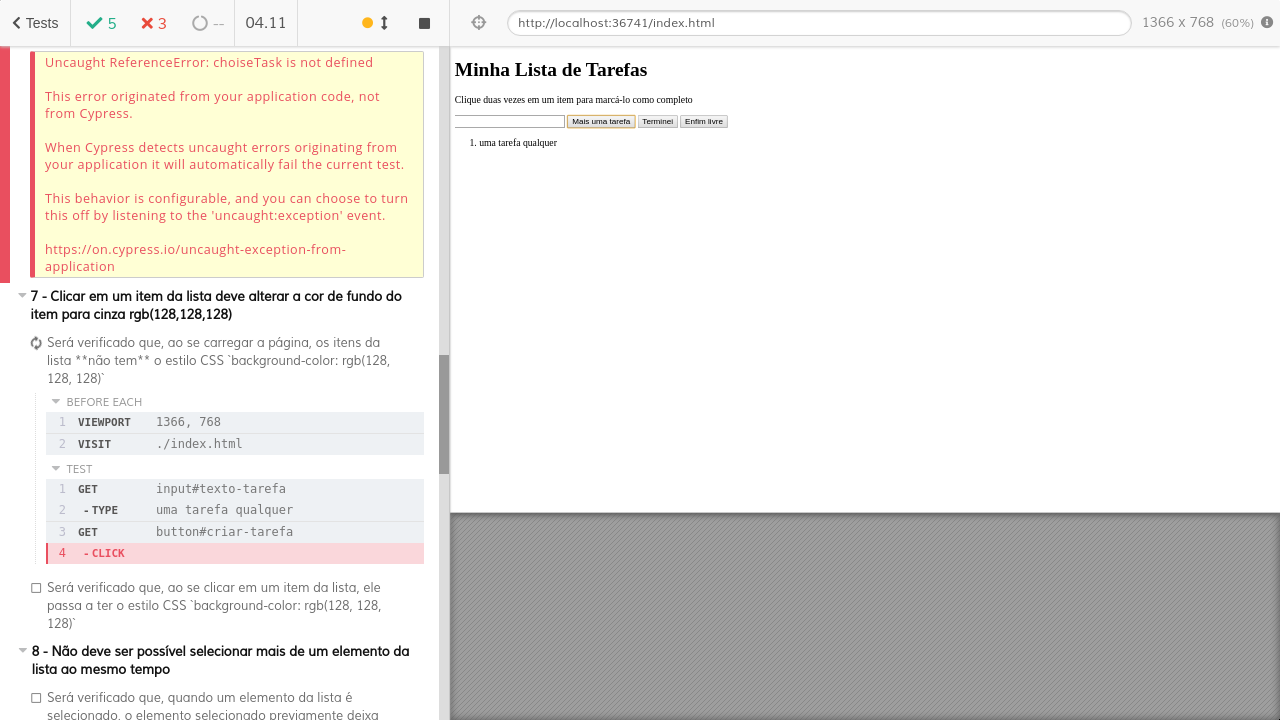 Tests
5
3
--
04.11
http://localhost:36741/index.html
1366 x 768 (60%)
Uncaught ReferenceError: choiseTask is not defined
This error originated from your application code, not
from Cypress.
When Cypress detects uncaught errors originating from
your application it will automatically fail the current test.
This behavior is configurable, and you can choose to turn
this off by listening to the 'uncaught:exception' event.
https://on.cypress.io/uncaught-exception-from-
application
7 - Clicar em um item da lista deve alterar a cor de fundo do
item para cinza rgb(128,128,128)
Será verificado que, ao se carregar a página, os itens da
lista **não tem** o estilo CSS `background-color: rgb(128,
128, 128)`
BEFORE EACH
1 VIEWPORT 1366, 768
2 VISIT ./index.html
TEST
1 GET input#texto-tarefa
2 -TYPE uma tarefa qualquer
3 GET button#criar-tarefa
4 -CLICK
Será verificado que, ao se clicar em um item da lista, ele
passa a ter o estilo CSS `background-color: rgb(128, 128,
128)`
8 - Não deve ser possível selecionar mais de um elemento da
lista ao mesmo tempo
Será verificado que, quando um elemento da lista é
selecionado, o elemento selecionado previamente deixa
Minha Lista de Tarefas
Clique duas vezes em um item para marcá-lo como completo
Mais uma tarefa Terminei Enfim livre
1. uma tarefa qualquer